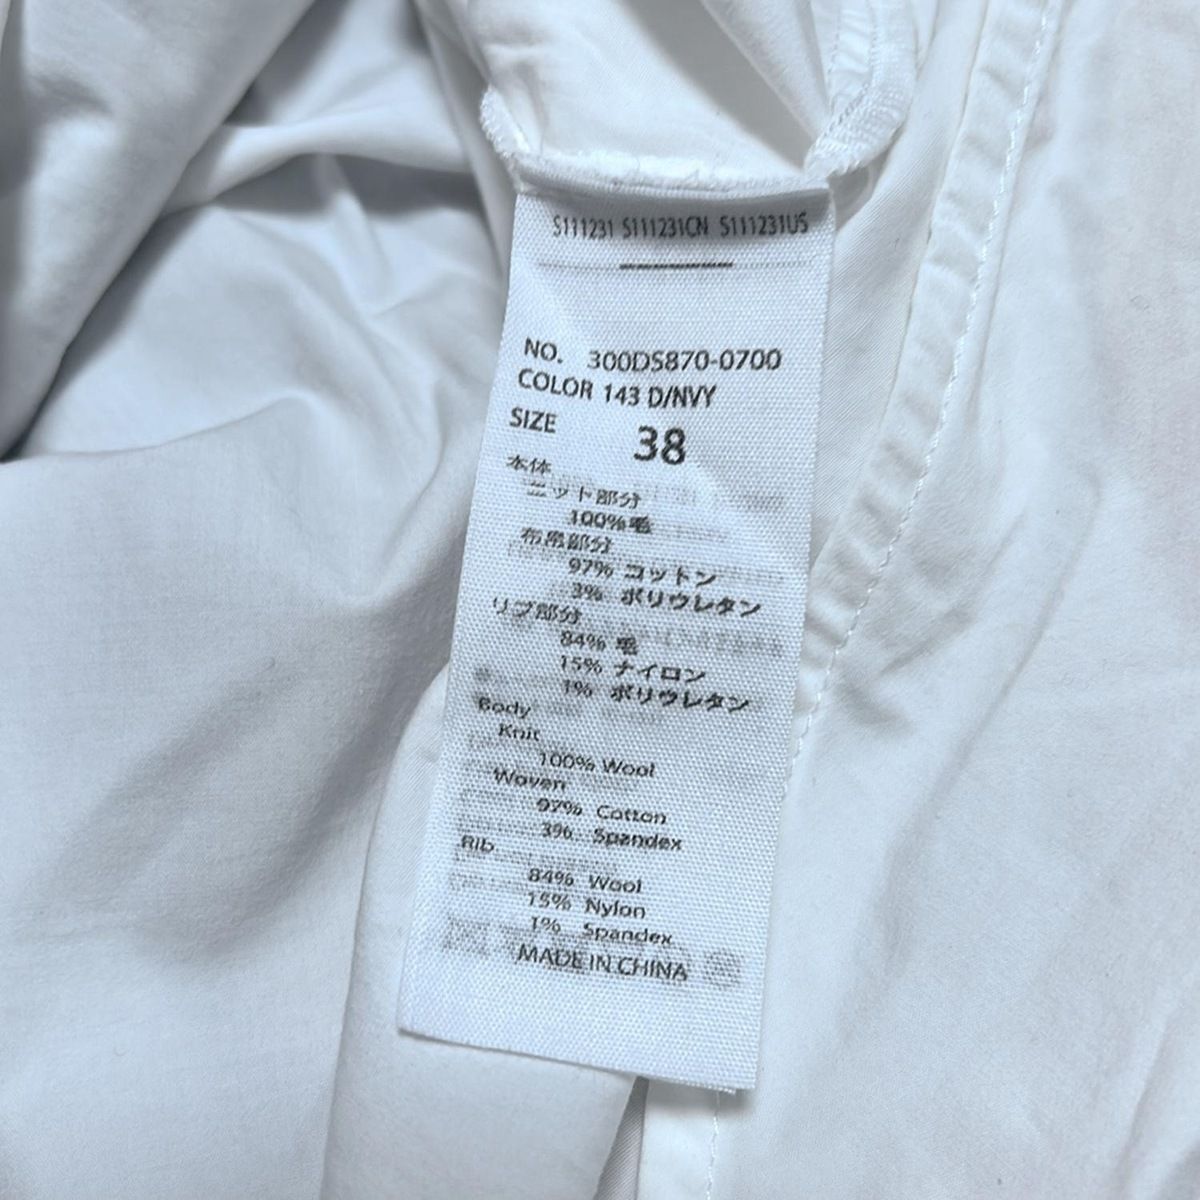 S111231 S111231CN S111231US
NO. 300DS870-0700
COLOR 143 D/NVY
SIZE 38
本体
ニット部分
100%毛
布帛部分
97% コットン
3% ポリウレタン
リブ部分
84% 毛
15% ナイロン
1% ポリウレタン
Body
Knit
100% Wool
Woven
97% Cotton
3% Spandex
Rib
84% Wool
15% Nylon
1% Spandex
MADE IN CHINA